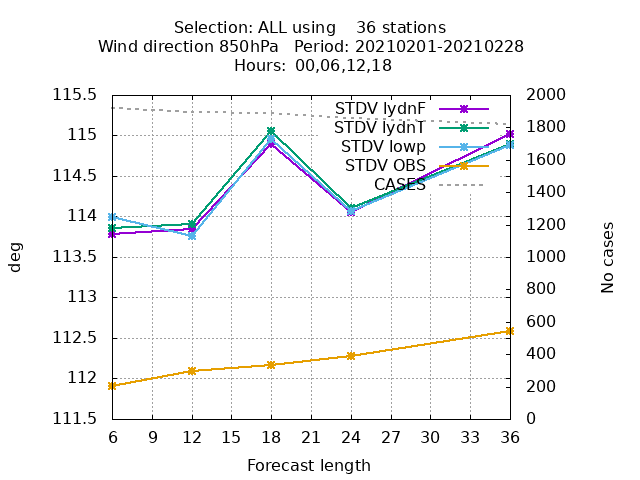 Selection: ALL using    36 stations
Wind direction 850hPa   Period: 20210201-20210228
Hours:  00,06,12,18
115.5
115
114.5
114
113.5
113
112.5
112
111.5
deg
2000
1800
1600
1400
1200
1000
800
600
400
200
0
No cases
STDV lydnF
STDV lydnT
STDV lowp
STDV OBS
CASES
6 9 12 15 18 21 24 27 30 33 36
Forecast length